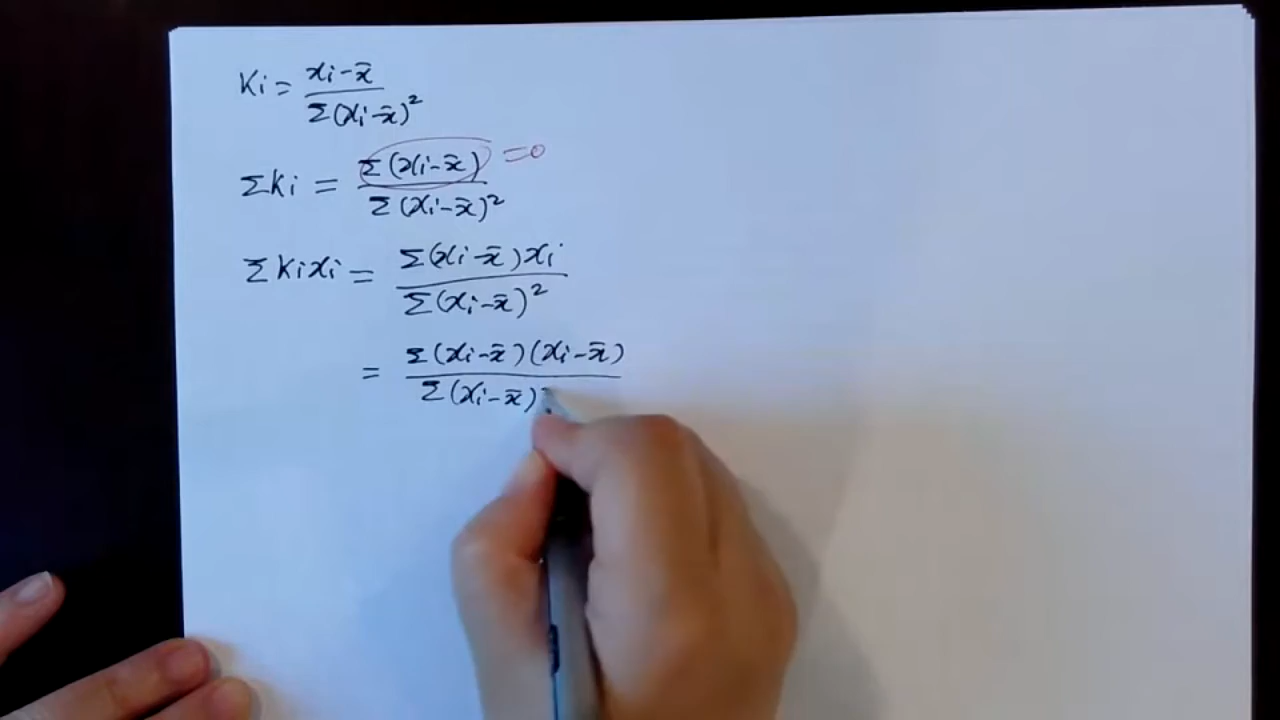 Ki = (xi - x̄) / Σ(xi - x̄)²
ΣKi = Σ(xi - x̄) / Σ(xi - x̄)² = 0
ΣKixi = Σ(xi - x̄)xi / Σ(xi - x̄)²
= Σ(xi - x̄)(xi - x̄) / Σ(xi - x̄)